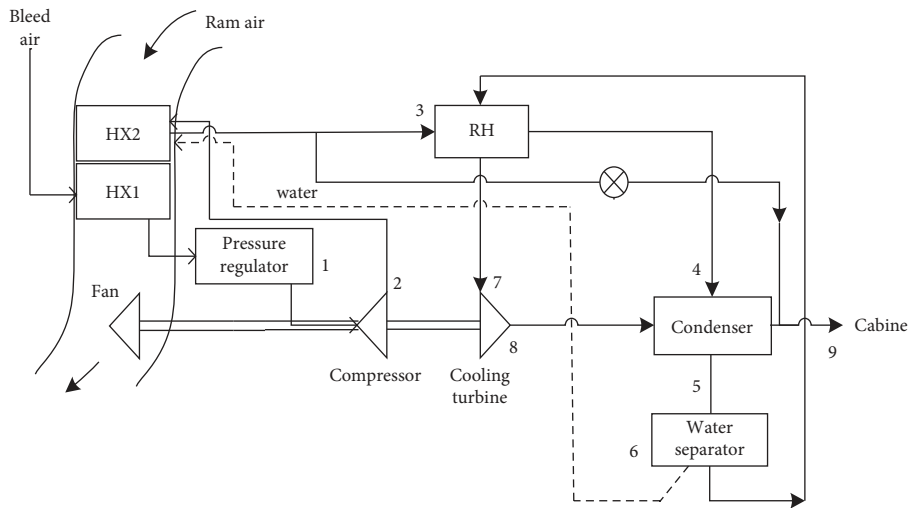 Bleed
air
Ram air
HX2
HX1
3
RH
water
Pressure
regulator
1
2
7
4
Fan
Condenser
Cabine
8
9
Compressor
Cooling
turbine
5
6
Water
separator